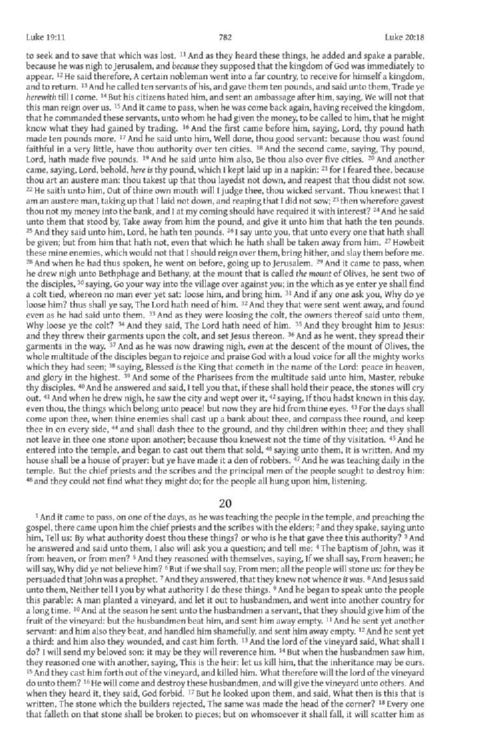 Luke 19:11 782 Luke 20:18
to seek and to save that which was lost. 11 And as they heard these things, he added and spake a parable,
because he was nigh to Jerusalem, and because they supposed that the kingdom of God was immediately to
appear. 12 He said therefore, A certain nobleman went into a far country, to receive for himself a kingdom,
and to return. 13 And he called ten servants of his, and gave them ten pounds, and said unto them, Trade ye
herewith till I come. 14 But his citizens hated him, and sent an ambassage after him, saying, We will not that
this man reign over us. 15 And it came to pass, when he was come back again, having received the kingdom,
that he commanded these servants, unto whom he had given the money, to be called to him, that he might
know what they had gained by trading. 16 And the first came before him, saying, Lord, thy pound hath
made ten pounds more. 17 And he said unto him, Well done, thou good servant: because thou wast found
faithful in a very little, have thou authority over ten cities. 18 And the second came, saying, Thy pound,
Lord, hath made five pounds. 19 And he said unto him also, Be thou also over five cities. 20 And another
came, saying, Lord, behold, here is thy pound, which I kept laid up in a napkin: 21 for I feared thee, because
thou art an austere man: thou takest up that thou layedst not down, and reapest that thou didst not sow.
22 He saith unto him, Out of thine own mouth will I judge thee, thou wicked servant. Thou knewest that I
am an austere man, taking up that I laid not down, and reaping that I did not sow; 23 then wherefore gavest
thou not my money into the bank, and I at my coming should have required it with interest? 24 And he said
unto them that stood by, Take away from him the pound, and give it unto him that hath the ten pounds.
25 And they said unto him, Lord, he hath ten pounds. 26 I say unto you, that unto every one that hath shall
be given; but from him that hath not, even that which he hath shall be taken away from him. 27 Howbeit
these mine enemies, which would not that I should reign over them, bring hither, and slay them before me.
28 And when he had thus spoken, he went on before, going up to Jerusalem. 29 And it came to pass, when
he drew nigh unto Bethphage and Bethany, at the mount that is called the mount of Olives, he sent two of
the disciples, 30 saying, Go your way into the village over against you; in the which as ye enter ye shall find
a colt tied, whereon no man ever yet sat: loose him, and bring him. 31 And if any one ask you, Why do ye
loose him? thus shall ye say, The Lord hath need of him. 32 And they that were sent went away, and found
even as he had said unto them. 33 And as they were loosing the colt, the owners thereof said unto them,
Why loose ye the colt? 34 And they said, The Lord hath need of him. 35 And they brought him to Jesus:
and they threw their garments upon the colt, and set Jesus thereon. 36 And as he went, they spread their
garments in the way. 37 And as he was now drawing nigh, even at the descent of the mount of Olives, the
whole multitude of the disciples began to rejoice and praise God with a loud voice for all the mighty works
which they had seen; 38 saying, Blessed is the King that cometh in the name of the Lord: peace in heaven,
and glory in the highest. 39 And some of the Pharisees from the multitude said unto him, Master, rebuke
thy disciples. 40 And he answered and said, I tell you that, if these shall hold their peace, the stones will cry
out. 41 And when he drew nigh, he saw the city and wept over it, 42 saying, If thou hadst known in this day,
even thou, the things which belong unto peace! but now they are hid from thine eyes. 43 For the days shall
come upon thee, when thine enemies shall cast up a bank about thee, and compass thee round, and keep
thee in on every side, 44 and shall dash thee to the ground, and thy children within thee; and they shall
not leave in thee one stone upon another; because thou knewest not the time of thy visitation. 45 And he
entered into the temple, and began to cast out them that sold, 46 saying unto them, It is written, And my
house shall be a house of prayer: but ye have made it a den of robbers. 47 And he was teaching daily in the
temple. But the chief priests and the scribes and the principal men of the people sought to destroy him:
48 and they could not find what they might do; for the people all hung upon him, listening.
20
1 And it came to pass, on one of the days, as he was teaching the people in the temple, and preaching the
gospel, there came upon him the chief priests and the scribes with the elders; 2 and they spake, saying unto
him, Tell us: By what authority doest thou these things? or who is he that gave thee this authority? 3 And
he answered and said unto them, I also will ask you a question; and tell me: 4 The baptism of John, was it
from heaven, or from men? 5 And they reasoned with themselves, saying, If we shall say, From heaven; he
will say, Why did ye not believe him? 6 But if we shall say, From men; all the people will stone us: for they be
persuaded that John was a prophet. 7 And they answered, that they knew not whence it was. 8 And Jesus said
unto them, Neither tell I you by what authority I do these things. 9 And he began to speak unto the people
this parable: A man planted a vineyard, and let it out to husbandmen, and went into another country for
a long time. 10 And at the season he sent unto the husbandmen a servant, that they should give him of the
fruit of the vineyard: but the husbandmen beat him, and sent him away empty. 11 And he sent yet another
servant: and him also they beat, and handled him shamefully, and sent him away empty. 12 And he sent yet
a third: and him also they wounded, and cast him forth. 13 And the lord of the vineyard said, What shall I
do? I will send my beloved son: it may be they will reverence him. 14 But when the husbandmen saw him,
they reasoned one with another, saying, This is the heir: let us kill him, that the inheritance may be ours.
15 And they cast him forth out of the vineyard, and killed him. What therefore will the lord of the vineyard
do unto them? 16 He will come and destroy these husbandmen, and will give the vineyard unto others. And
when they heard it, they said, God forbid. 17 But he looked upon them, and said, What then is this that is
written, The stone which the builders rejected, The same was made the head of the corner? 18 Every one
that falleth on that stone shall be broken to pieces; but on whomsoever it shall fall, it will scatter him as